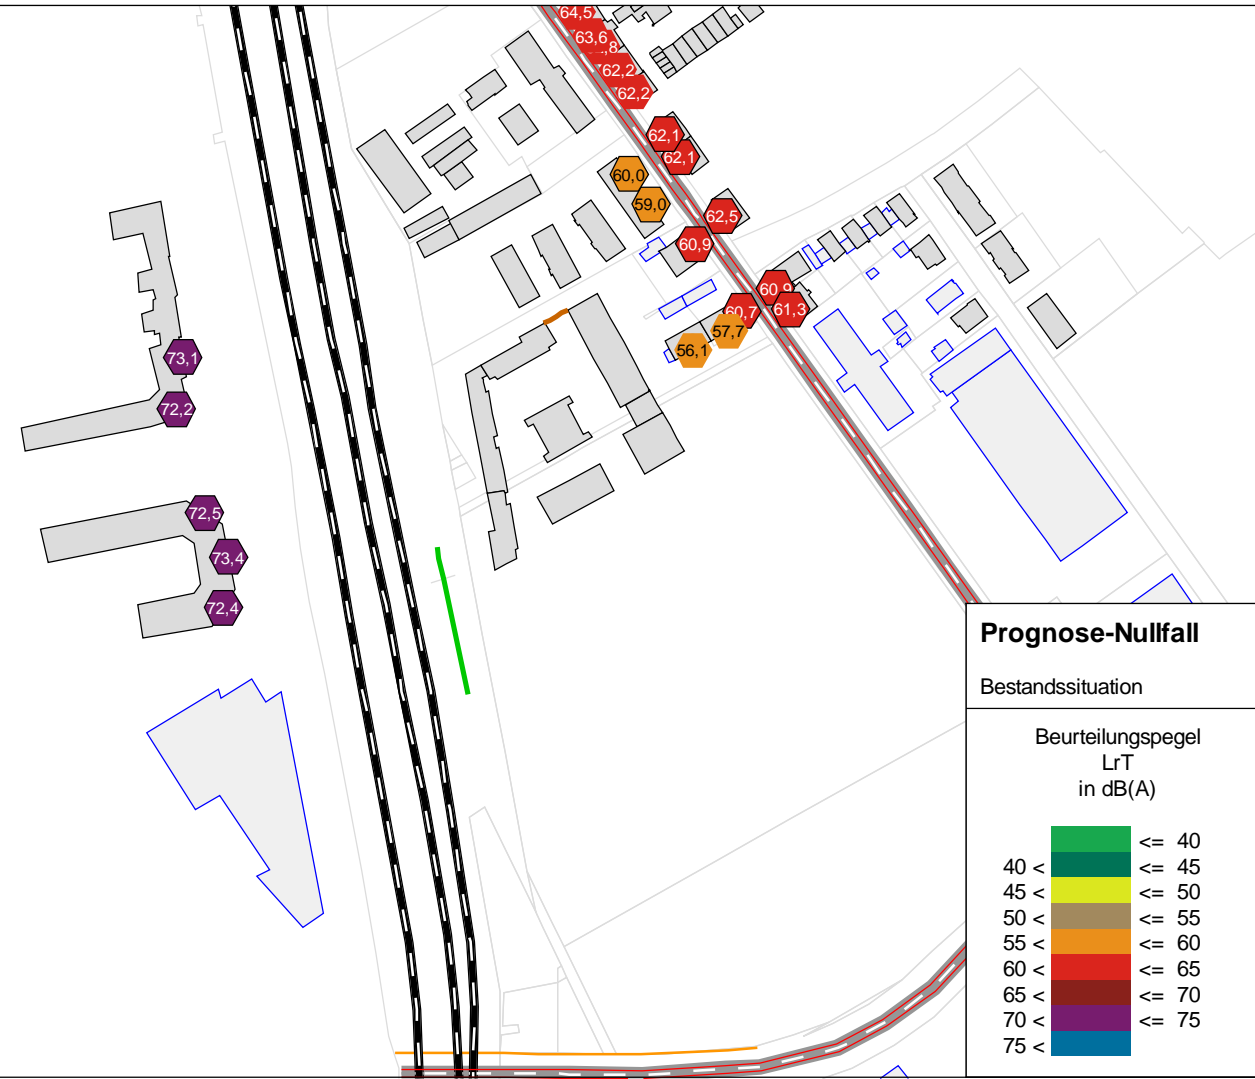 64,5
63,6
,8
62,2
62,2
62,1
62,1
60,0
59,0
62,5
60,9
60,9
60,7
61,3
57,7
56,1
73,1
72,2
72,5
73,4
72,4
Prognose-Nullfall
Bestandssituation
Beurteilungspegel
LrT
in dB(A)
<= 40
40 < <= 45
45 < <= 50
50 < <= 55
55 < <= 60
60 < <= 65
65 < <= 70
70 < <= 75
75 <